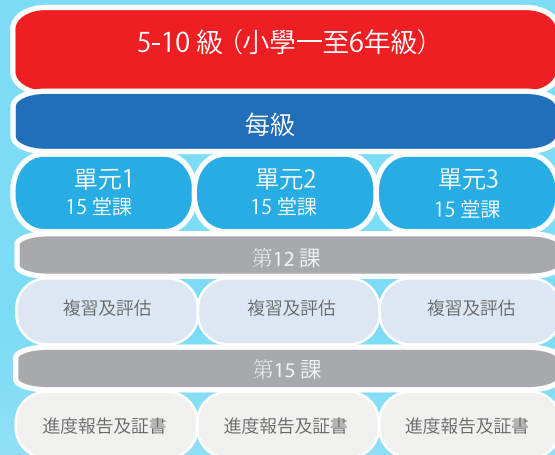 5-10 級（小學一至6年級）
每級
單元1 單元2 單元3
15 堂課 15 堂課 15 堂課
第12 課
複習及評估 複習及評估 複習及評估
第15 課
進度報告及証書 進度報告及証書 進度報告及証書